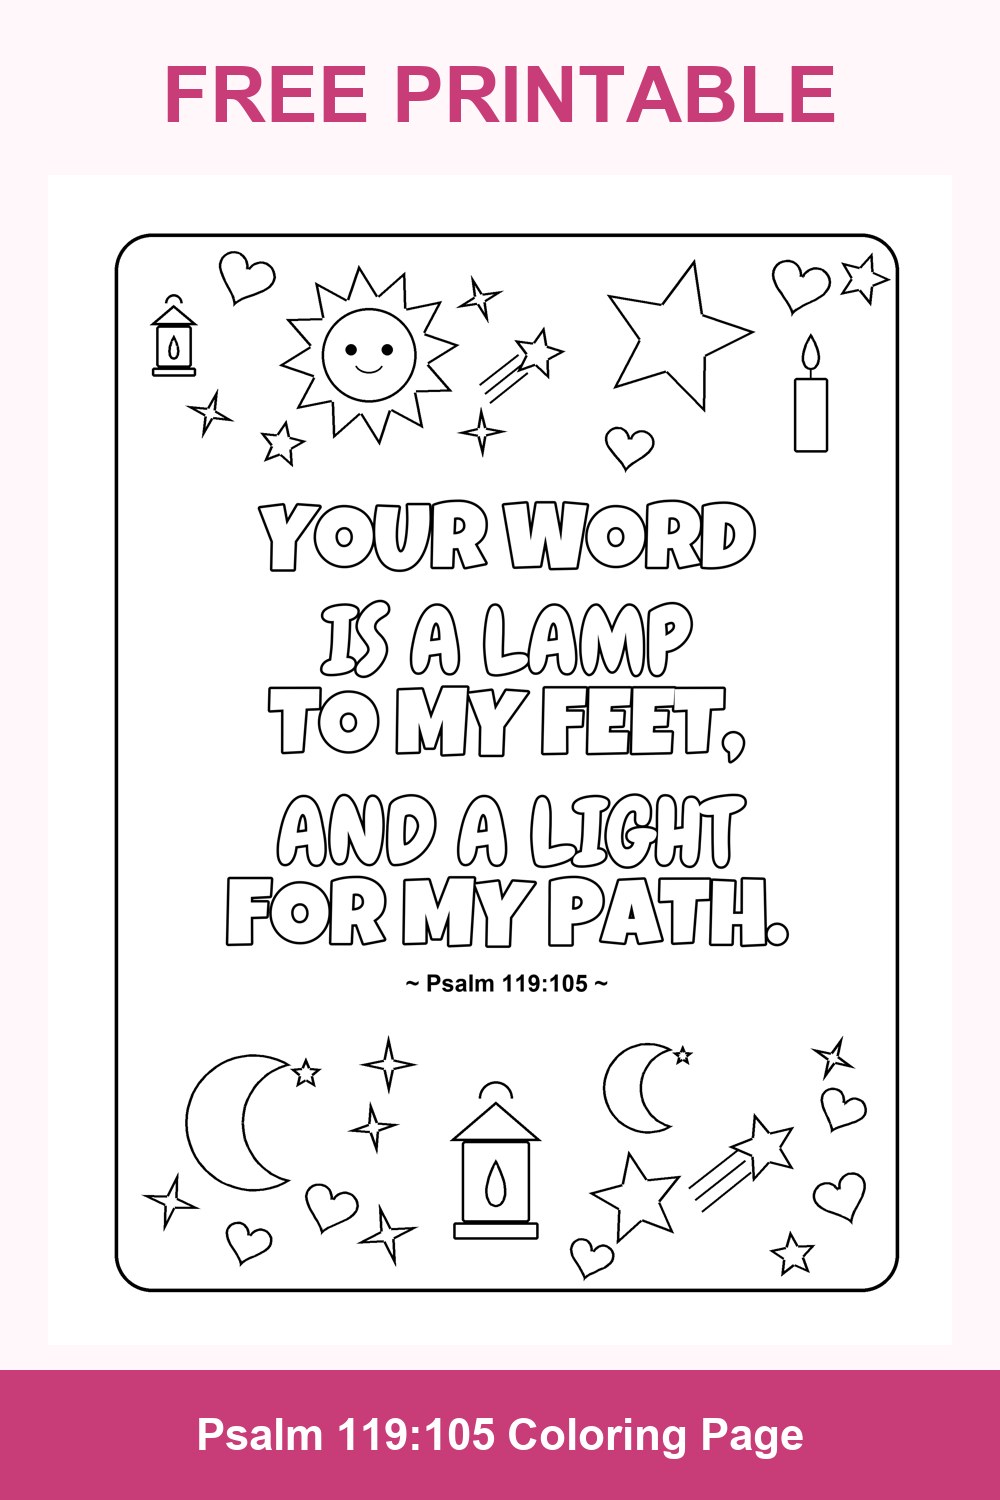 FREE PRINTABLE
YOUR WORD
IS A LAMP
TO MY FEET,
AND A LIGHT
FOR MY PATH.
~ Psalm 119:105 ~
Psalm 119:105 Coloring Page